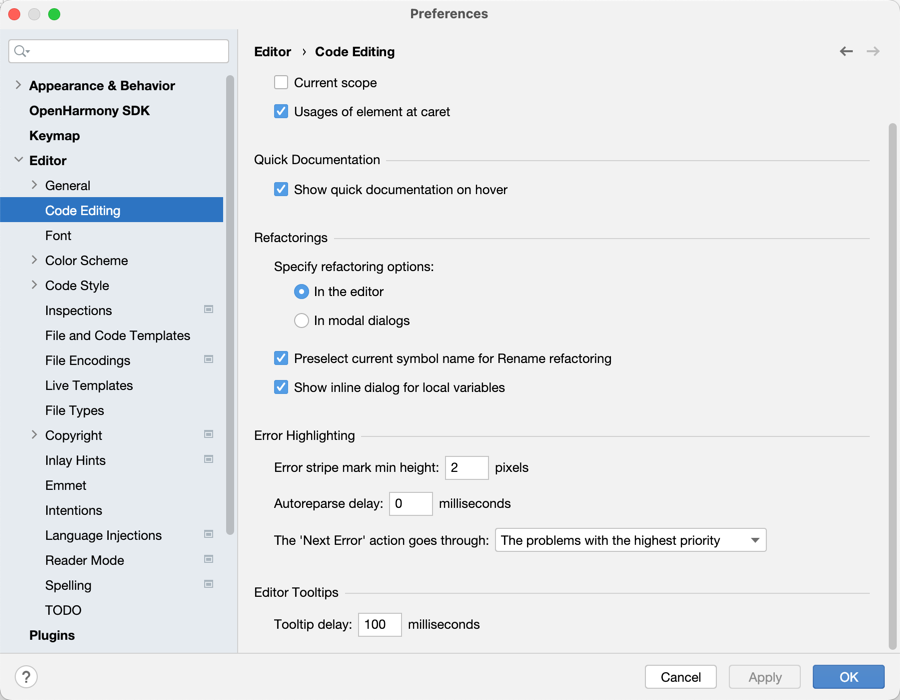 Preferences
Appearance & Behavior
OpenHarmony SDK
Keymap
Editor
General
Code Editing
Font
Color Scheme
Code Style
Inspections
File and Code Templates
File Encodings
Live Templates
File Types
Copyright
Inlay Hints
Emmet
Intentions
Language Injections
Reader Mode
Spelling
TODO
Plugins
Editor › Code Editing
Current scope
Usages of element at caret
Quick Documentation
Show quick documentation on hover
Refactorings
Specify refactoring options:
In the editor
In modal dialogs
Preselect current symbol name for Rename refactoring
Show inline dialog for local variables
Error Highlighting
Error stripe mark min height: 2 pixels
Autoreparse delay: 0 milliseconds
The 'Next Error' action goes through: The problems with the highest priority
Editor Tooltips
Tooltip delay: 100 milliseconds
? Cancel Apply OK